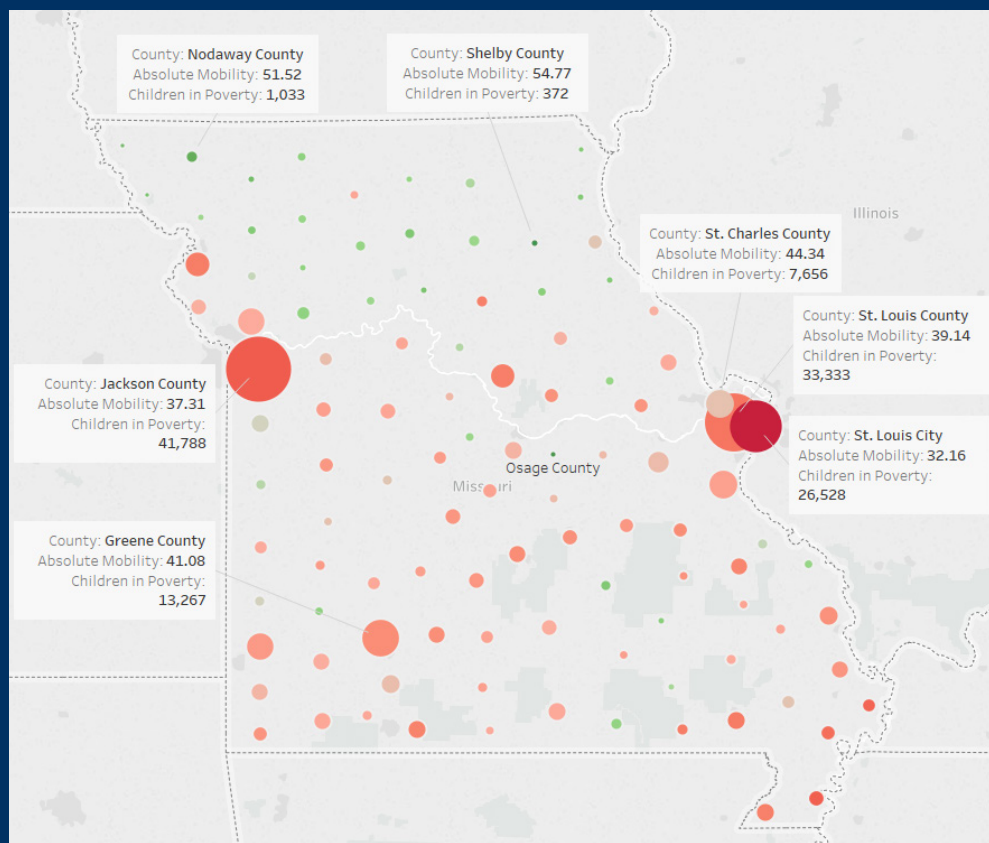 County: Nodaway County
Absolute Mobility: 51.52
Children in Poverty: 1,033
County: Shelby County
Absolute Mobility: 54.77
Children in Poverty: 372
Illinois
County: St. Charles County
Absolute Mobility: 44.34
Children in Poverty: 7,656
County: St. Louis County
Absolute Mobility: 39.14
Children in Poverty:
33,333
County: Jackson County
Absolute Mobility: 37.31
Children in Poverty:
41,788
County: St. Louis City
Absolute Mobility: 32.16
Children in Poverty:
26,528
Osage County
Missouri
County: Greene County
Absolute Mobility: 41.08
Children in Poverty:
13,267